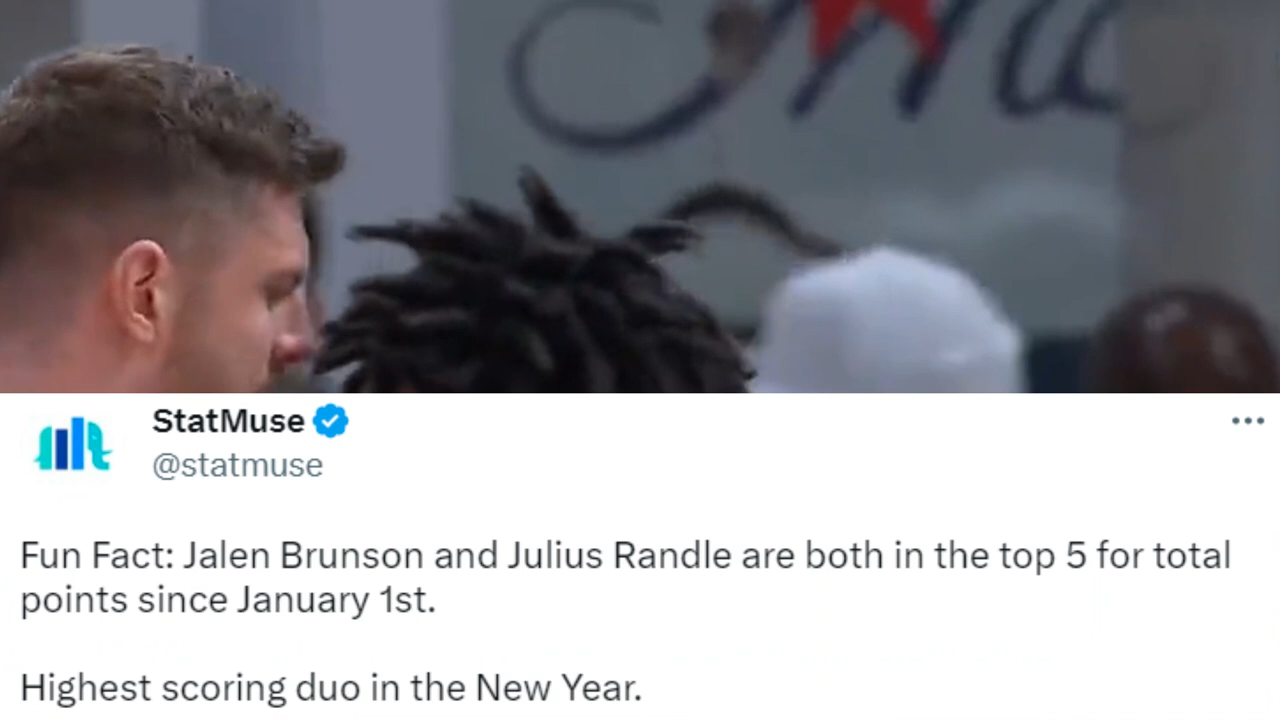 StatMuse
@statmuse
Fun Fact: Jalen Brunson and Julius Randle are both in the top 5 for total
points since January 1st.
Highest scoring duo in the New Year.